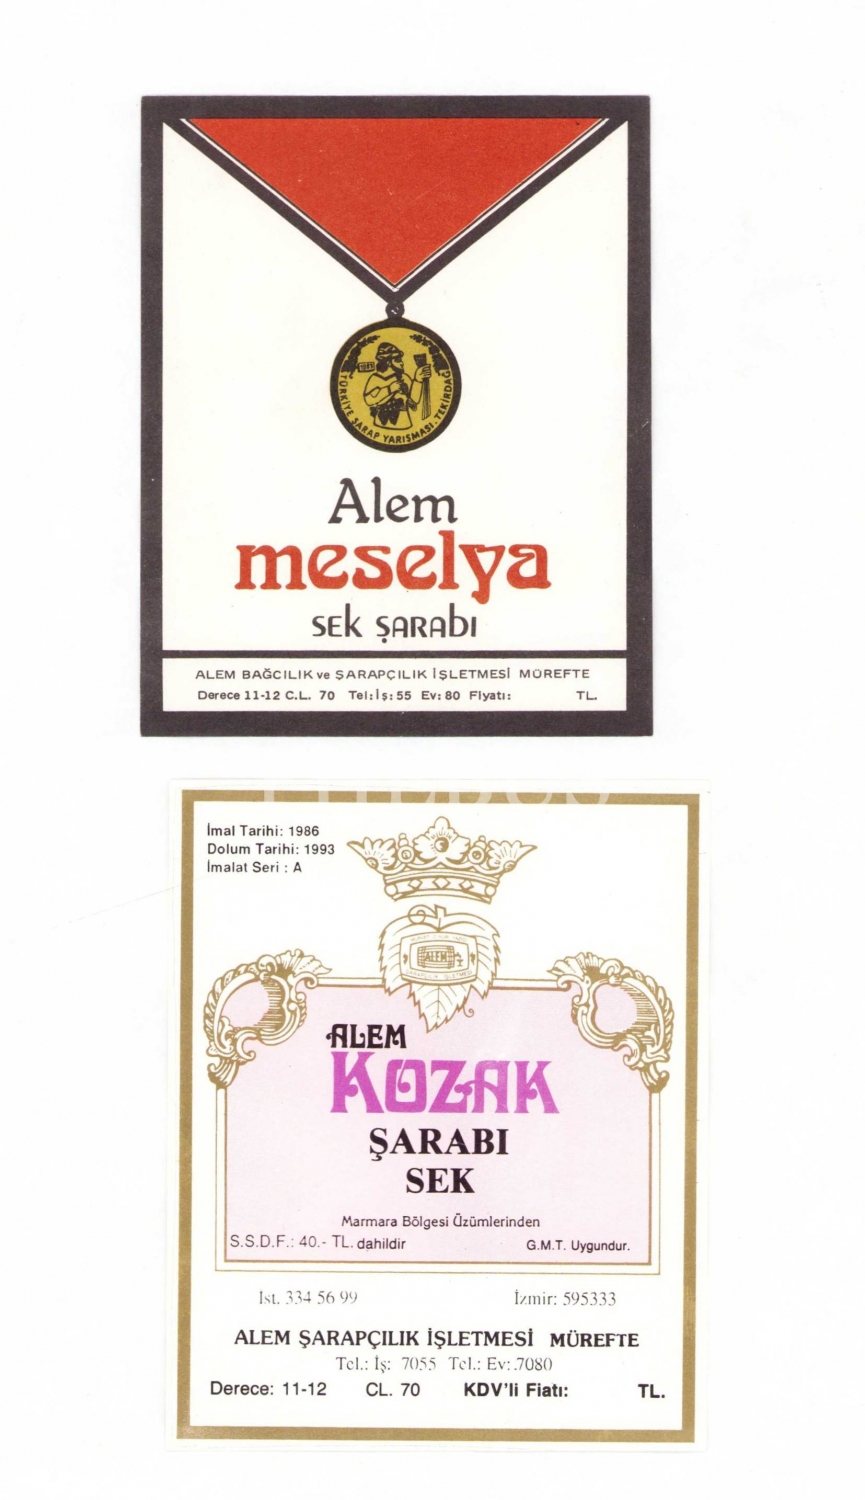 TÜRKİYE ŞARAP YARIŞMASI. TEKİRDAĞ
Alem
meselya
SEK ŞARAbI
ALEM BAĞCILIK ve ŞARAPÇILIK İŞLETMESİ MÜREFTE
Derece 11-12 C.L. 70 Tel: İş: 55 Ev: 80 Fiyatı: TL.
İmal Tarihi: 1986
Dolum Tarihi: 1993
İmalat Seri : A
ALEM
ŞARAPÇILIK İŞLETMESİ
ALEM
KOZAK
ŞARABI
SEK
Marmara Bölgesi Üzümlerinden
S.S.D.F.: 40.- TL. dahildir G.M.T. Uygundur.
Ist. 334 56 99 İzmir: 595333
ALEM ŞARAPÇILIK İŞLETMESİ MÜREFTE
Tel.: İş: 7055 Tel.: Ev: .7080
Derece: 11-12 CL. 70 KDV'li Fiatı: TL.